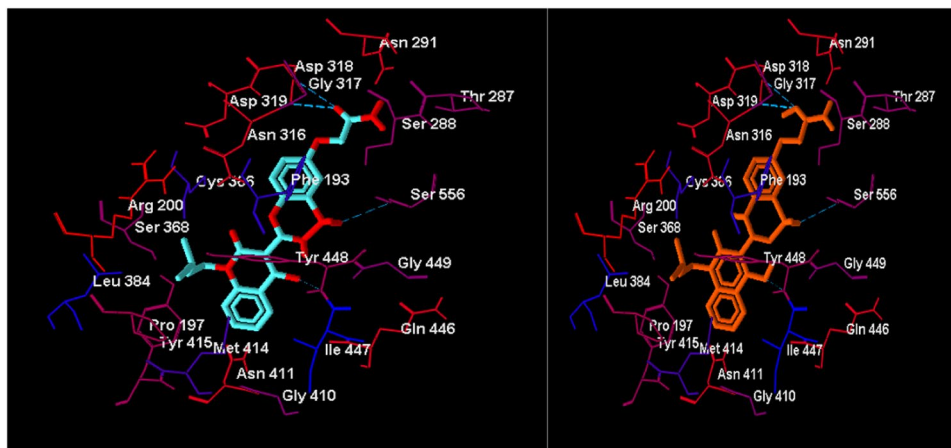 Asn 291
Asp 318
Gly 317
Thr 287
Asp 319
Ser 288
Asn 316
Cys 386
Phe 193
Arg 200
Ser 556
Ser 368
Tyr 448
Gly 449
Leu 384
Pro 197
Gln 446
Tyr 415
Met 414
Ile 447
Asn 411
Gly 410
Asn 291
Asp 318
Gly 317
Thr 287
Asp 319
Ser 288
Asn 316
Cys 386
Phe 193
Arg 200
Ser 556
Ser 368
Tyr 448
Gly 449
Leu 384
Pro 197
Gln 446
Tyr 415
Met 414
Ile 447
Asn 411
Gly 410